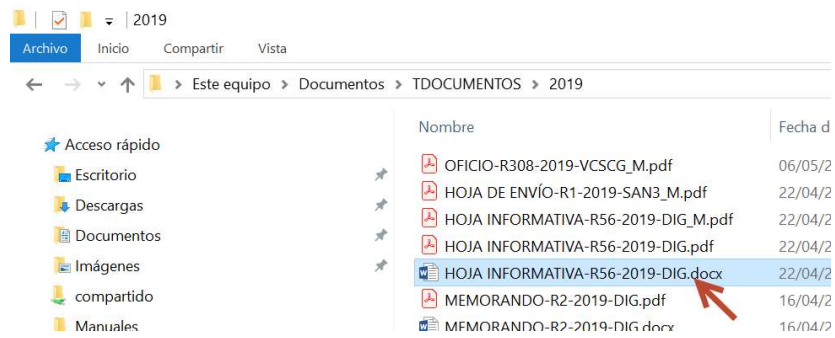 2019
Archivo Inicio Compartir Vista
Este equipo > Documentos > TDOCUMENTOS > 2019
Nombre Fecha d
Acceso rápido
OFICIO-R308-2019-VCSCG_M.pdf 06/05/2
Escritorio
HOJA DE ENVÍO-R1-2019-SAN3_M.pdf 22/04/2
Descargas
HOJA INFORMATIVA-R56-2019-DIG_M.pdf 22/04/2
Documentos
HOJA INFORMATIVA-R56-2019-DIG.pdf 22/04/2
Imágenes
HOJA INFORMATIVA-R56-2019-DIG.docx 22/04/2
compartido
MEMORANDO-R2-2019-DIG.pdf 16/04/2
Manuales
MEMORANDO-R2-2019-DIG.docx 16/04/2